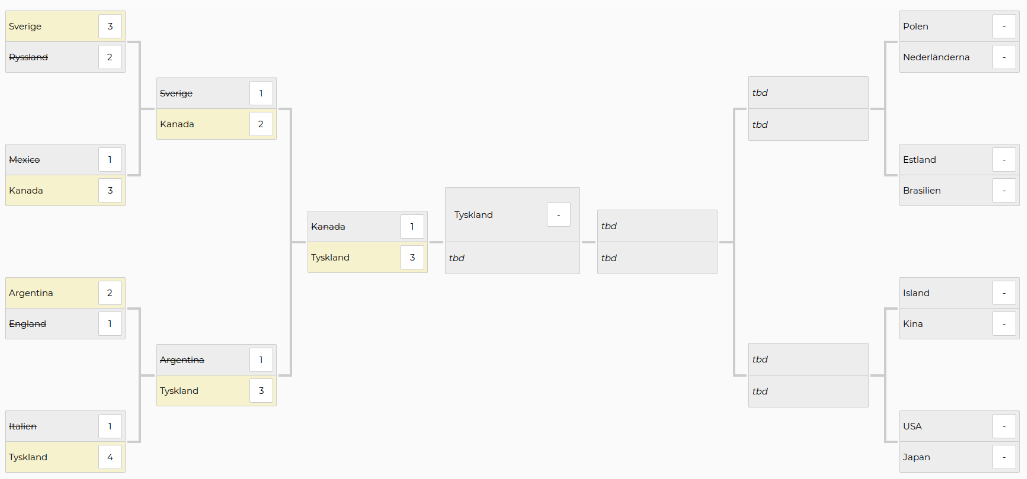 Sverige 3
Ryssland 2
Mexico 1
Kanada 3
Argentina 2
England 1
Italien 1
Tyskland 4
Sverige 1
Kanada 2
Argentina 1
Tyskland 3
Kanada 1
Tyskland 3
Tyskland -
tbd
tbd
tbd
tbd
tbd
tbd
tbd
Polen -
Nederländerna -
Estland -
Brasilien -
Island -
Kina -
USA -
Japan -